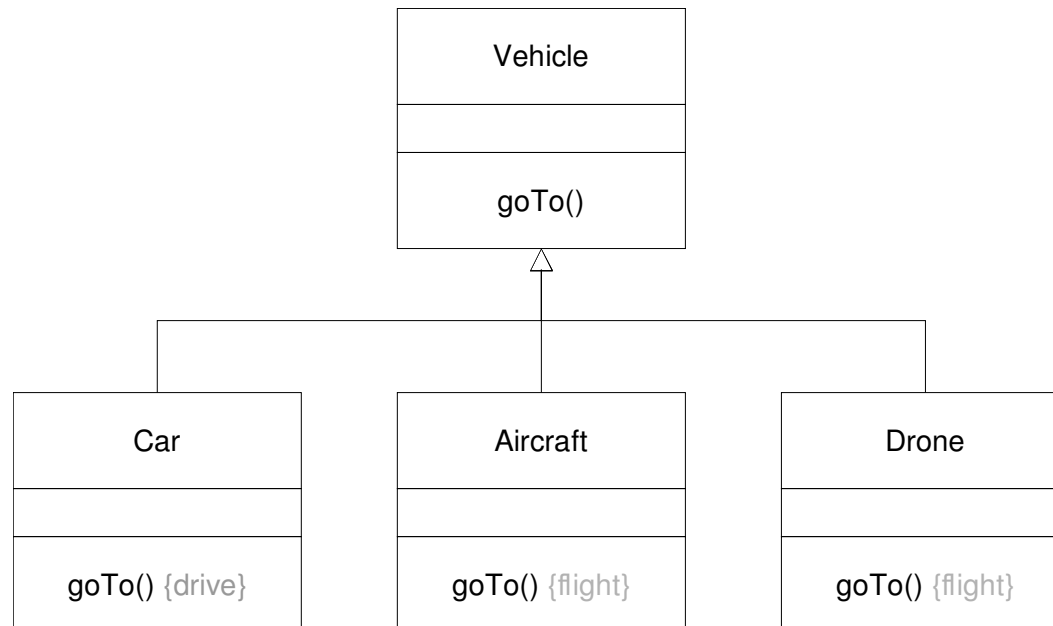 Vehicle
goTo()
Car
Aircraft
Drone
goTo() {drive}
goTo() {flight}
goTo() {flight}